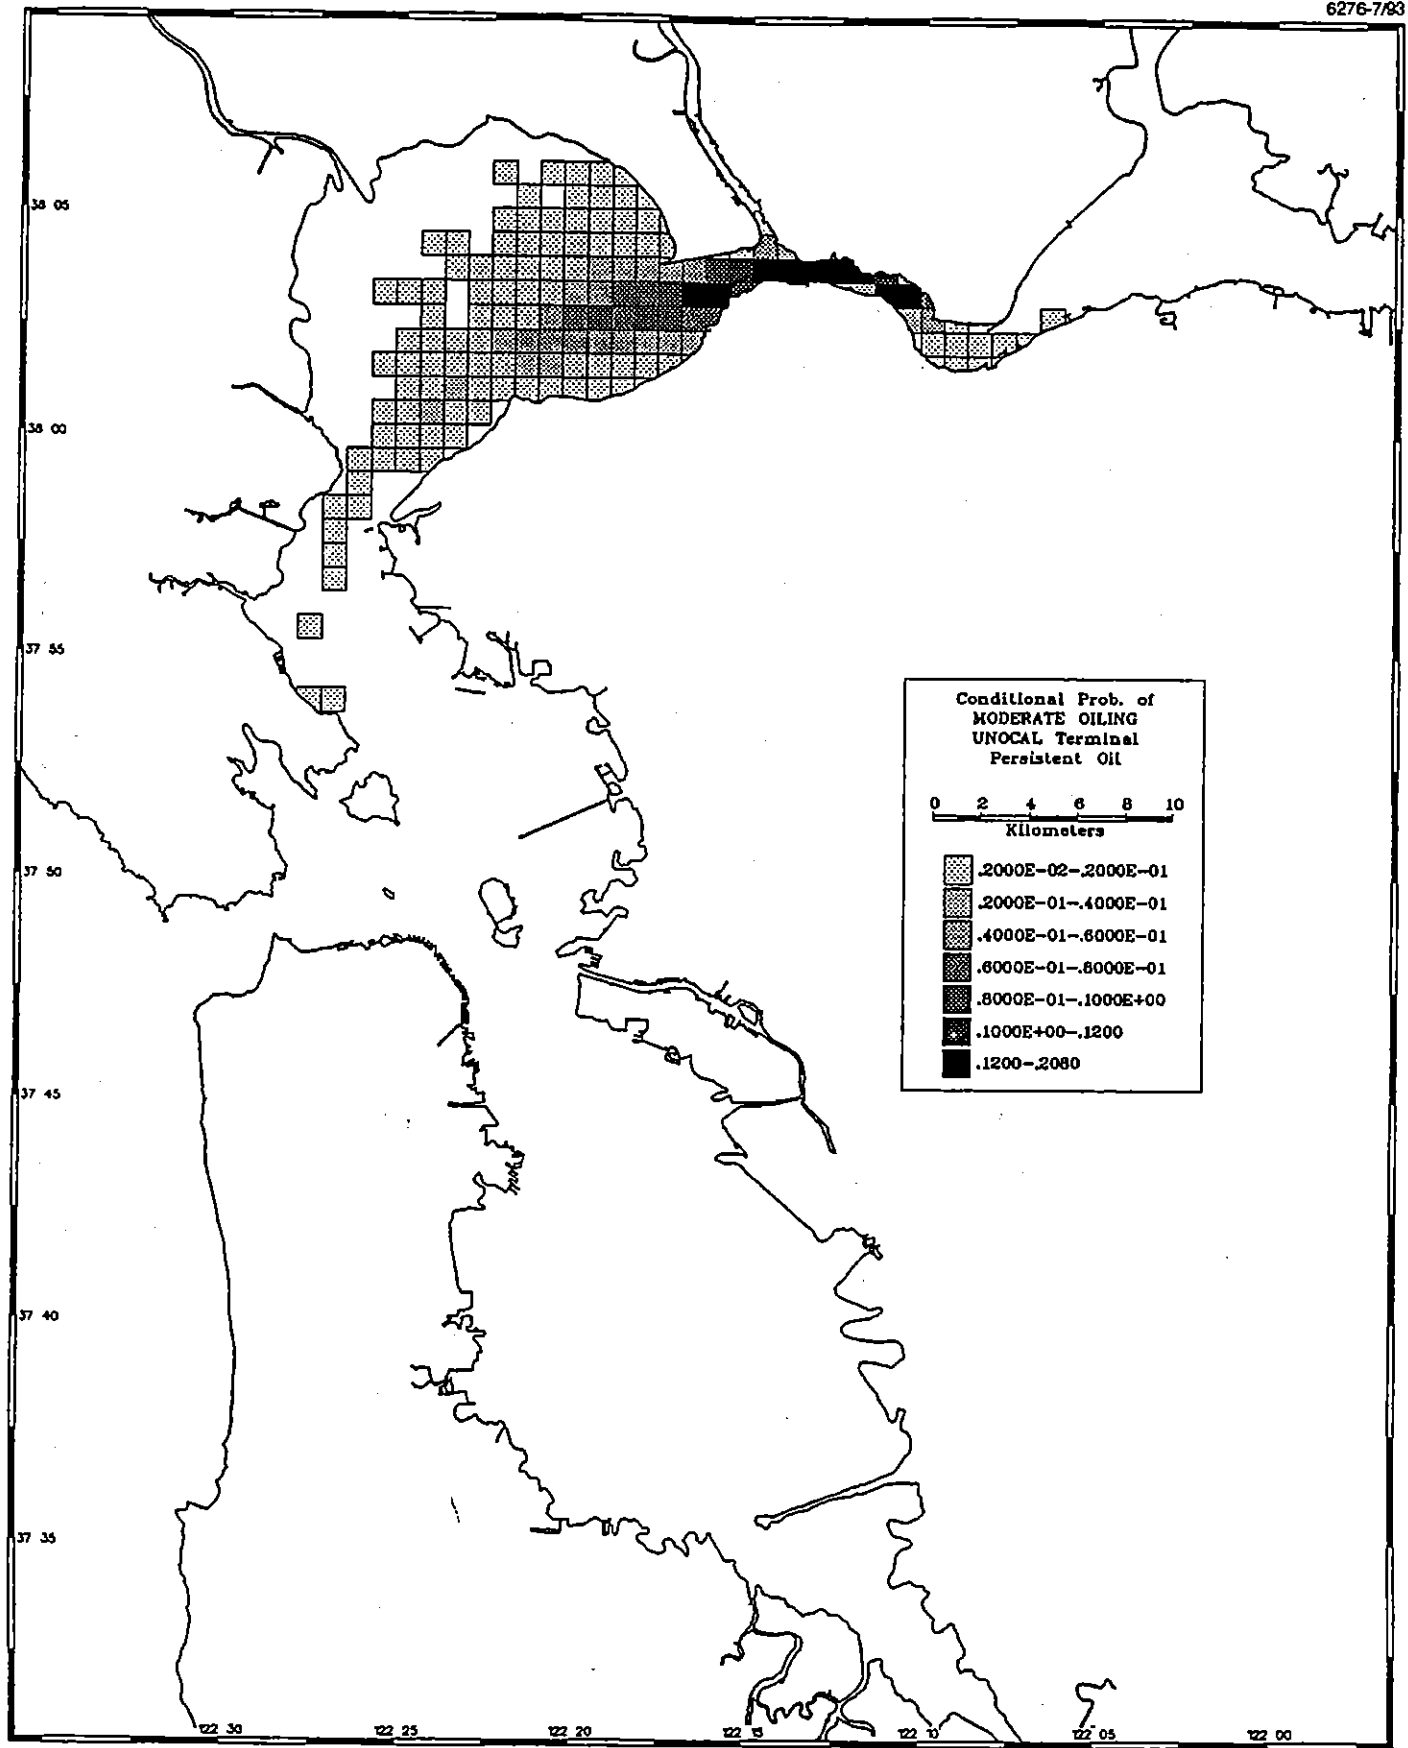 6276-7/93
38 05
38 00
37 55
37 50
37 45
37 40
37 35
Conditional Prob. of
MODERATE OILING
UNOCAL Terminal
Persistent Oil
0 2 4 6 8 10
Kilometers
.2000E-02-.2000E-01
.2000E-01-.4000E-01
.4000E-01-.6000E-01
.6000E-01-.8000E-01
.8000E-01-.1000E+00
.1000E+00-.1200
.1200-.2080
122 30 122 25 122 20 122 15 122 10 122 05 122 00